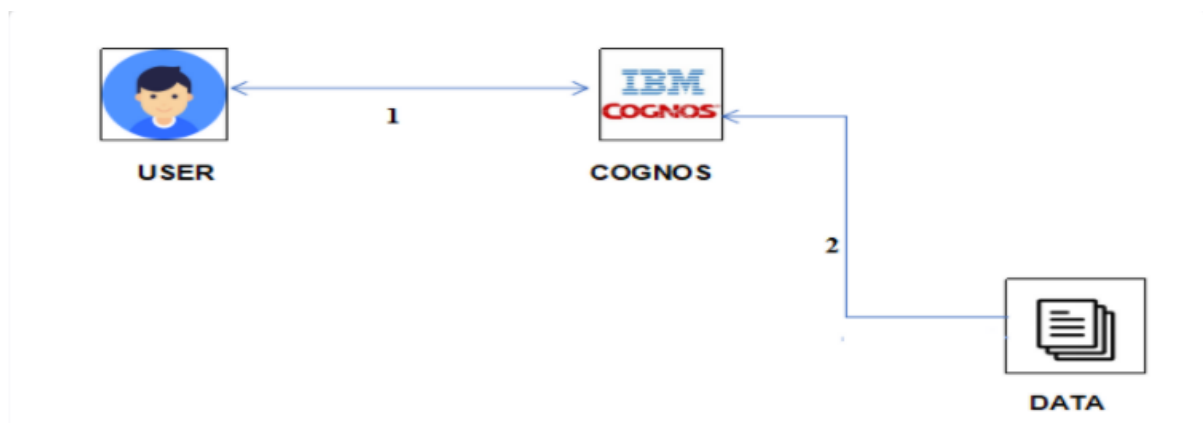 IBM
COGNOS
1
USER
COGNOS
2
DATA